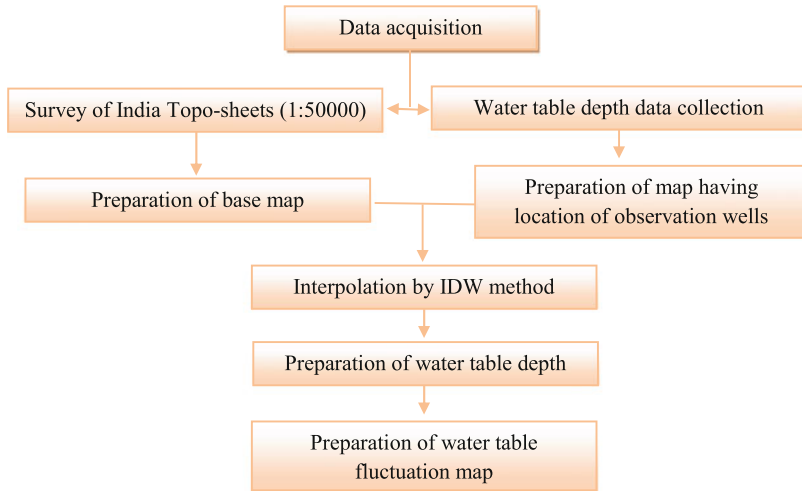 Data acquisition
Survey of India Topo-sheets (1:50000)
Water table depth data collection
Preparation of base map
Preparation of map having
location of observation wells
Interpolation by IDW method
Preparation of water table depth
Preparation of water table
fluctuation map